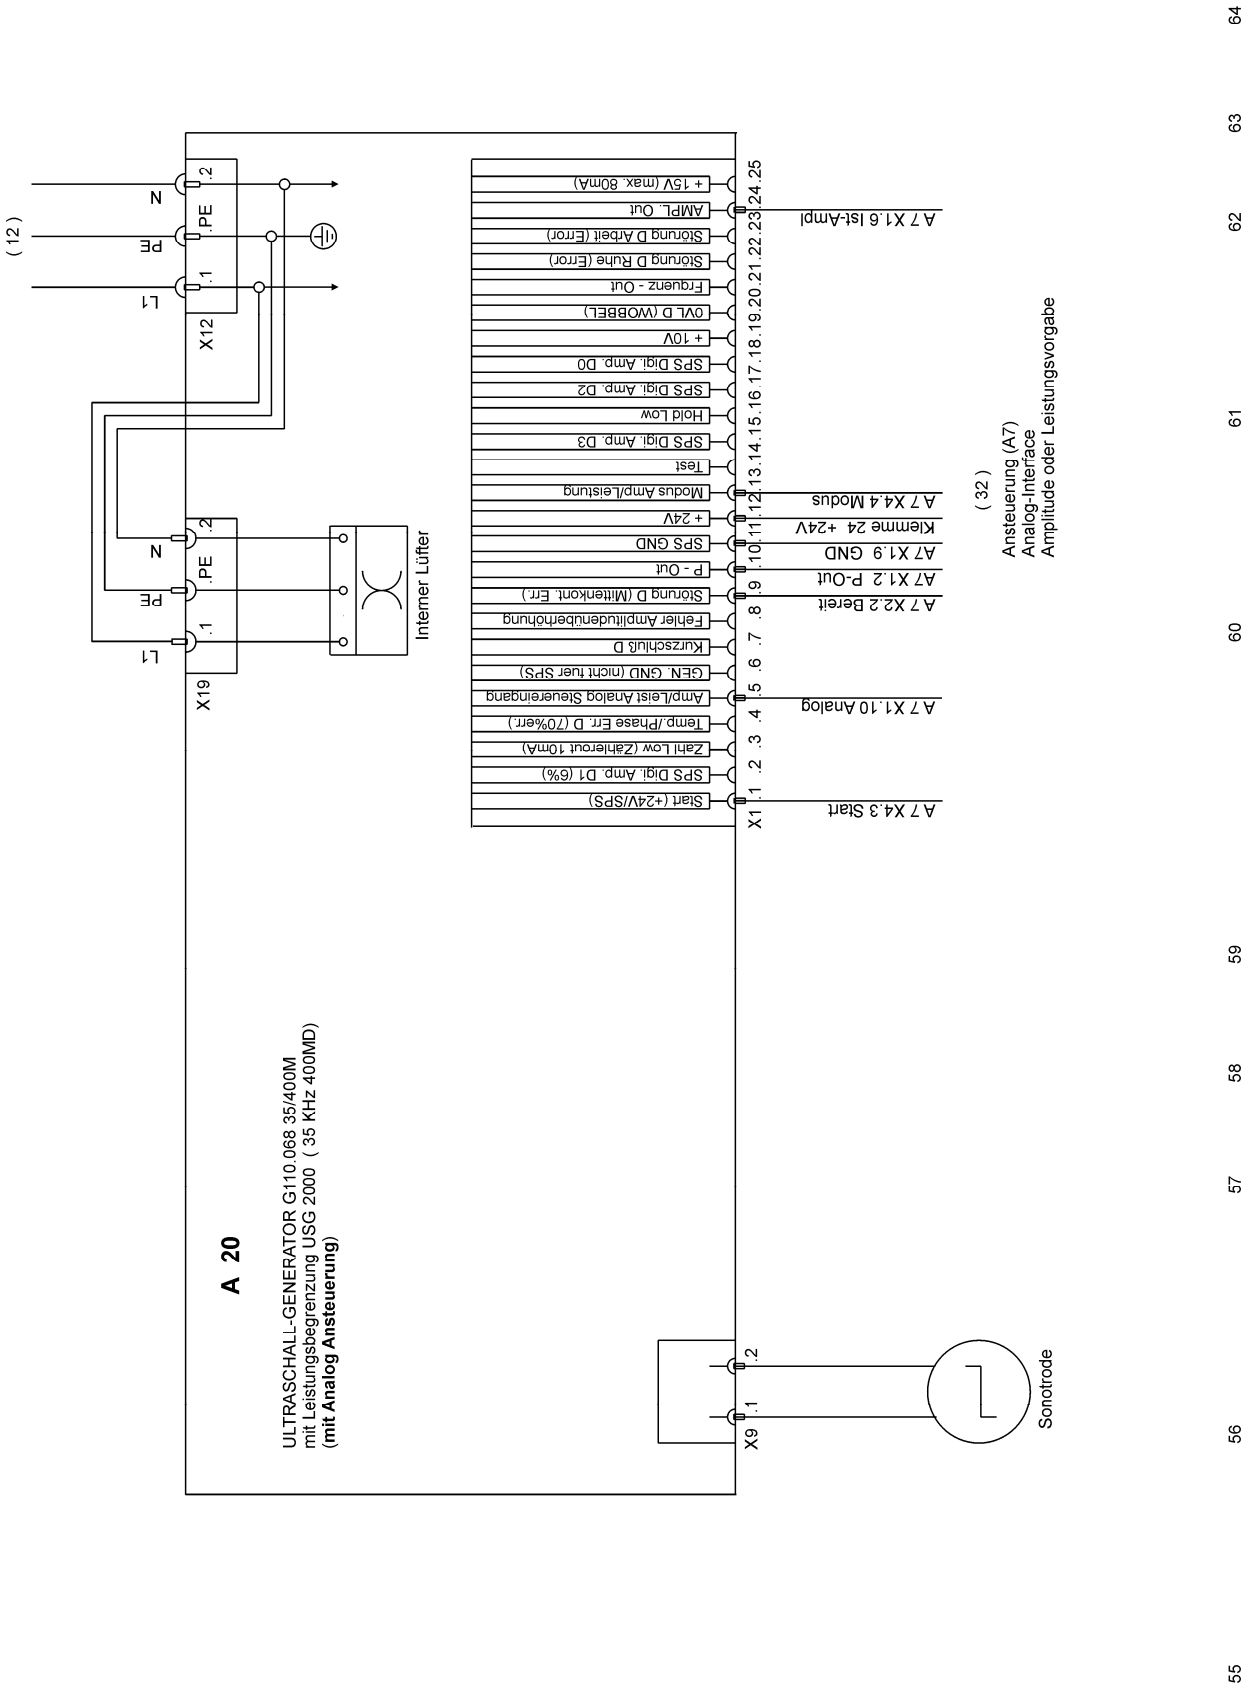 ( 12 )
L1
PE
N
X12
.1
.PE
.2
L1
PE
N
X19
.1
.PE
.2
Interner Lüfter
A 20
ULTRASCHALL-GENERATOR G110.068 35/400M
mit Leistungsbegrenzung USG 2000 ( 35 KHz 400MD)
(mit Analog Ansteuerung)
Start (+24V/SPS)
SPS Digi. Amp. D1 (6%)
Zahl Low (Zählerout 10mA)
Temp./Phase Err. D (70%err.)
Amp/Leist Analog Steuereingang
GEN. GND (nicht fuer SPS)
Kurzschluß D
Fehler Amplitudenüberhöhung
Störung D (Mittenkont. Err.)
P - Out
SPS GND
+ 24V
Modus Amp/Leistung
Test
SPS Digi. Amp. D3
Hold Low
SPS Digi. Amp. D2
SPS Digi. Amp. D0
+ 10V
0VL D (WOBBEL)
Frquenz - Out
Störung D Ruhe (Error)
Störung D Arbeit (Error)
AMPL. Out
+ 15V (max. 80mA)
X9 .1 .2
X1 .1 .2 .3 .4 .5 .6 .7 .8 .9 .10 .11 .12 .13 .14 .15 .16 .17 .18 .19 .20 .21 .22 .23 .24 .25
A 7 X4.3 Start
A 7 X1.10 Analog
A 7 X2.2 Bereit
A7 X1.2 P-Out
A7 X1.9 GND
Klemme 24 +24V
A 7 X4.4 Modus
A 7 X1.6 Ist-Ampl
( 32 )
Ansteuerung (A7)
Analog-Interface
Amplitude oder Leistungsvorgabe
Sonotrode
55 56 57 58 59 60 61 62 63 64